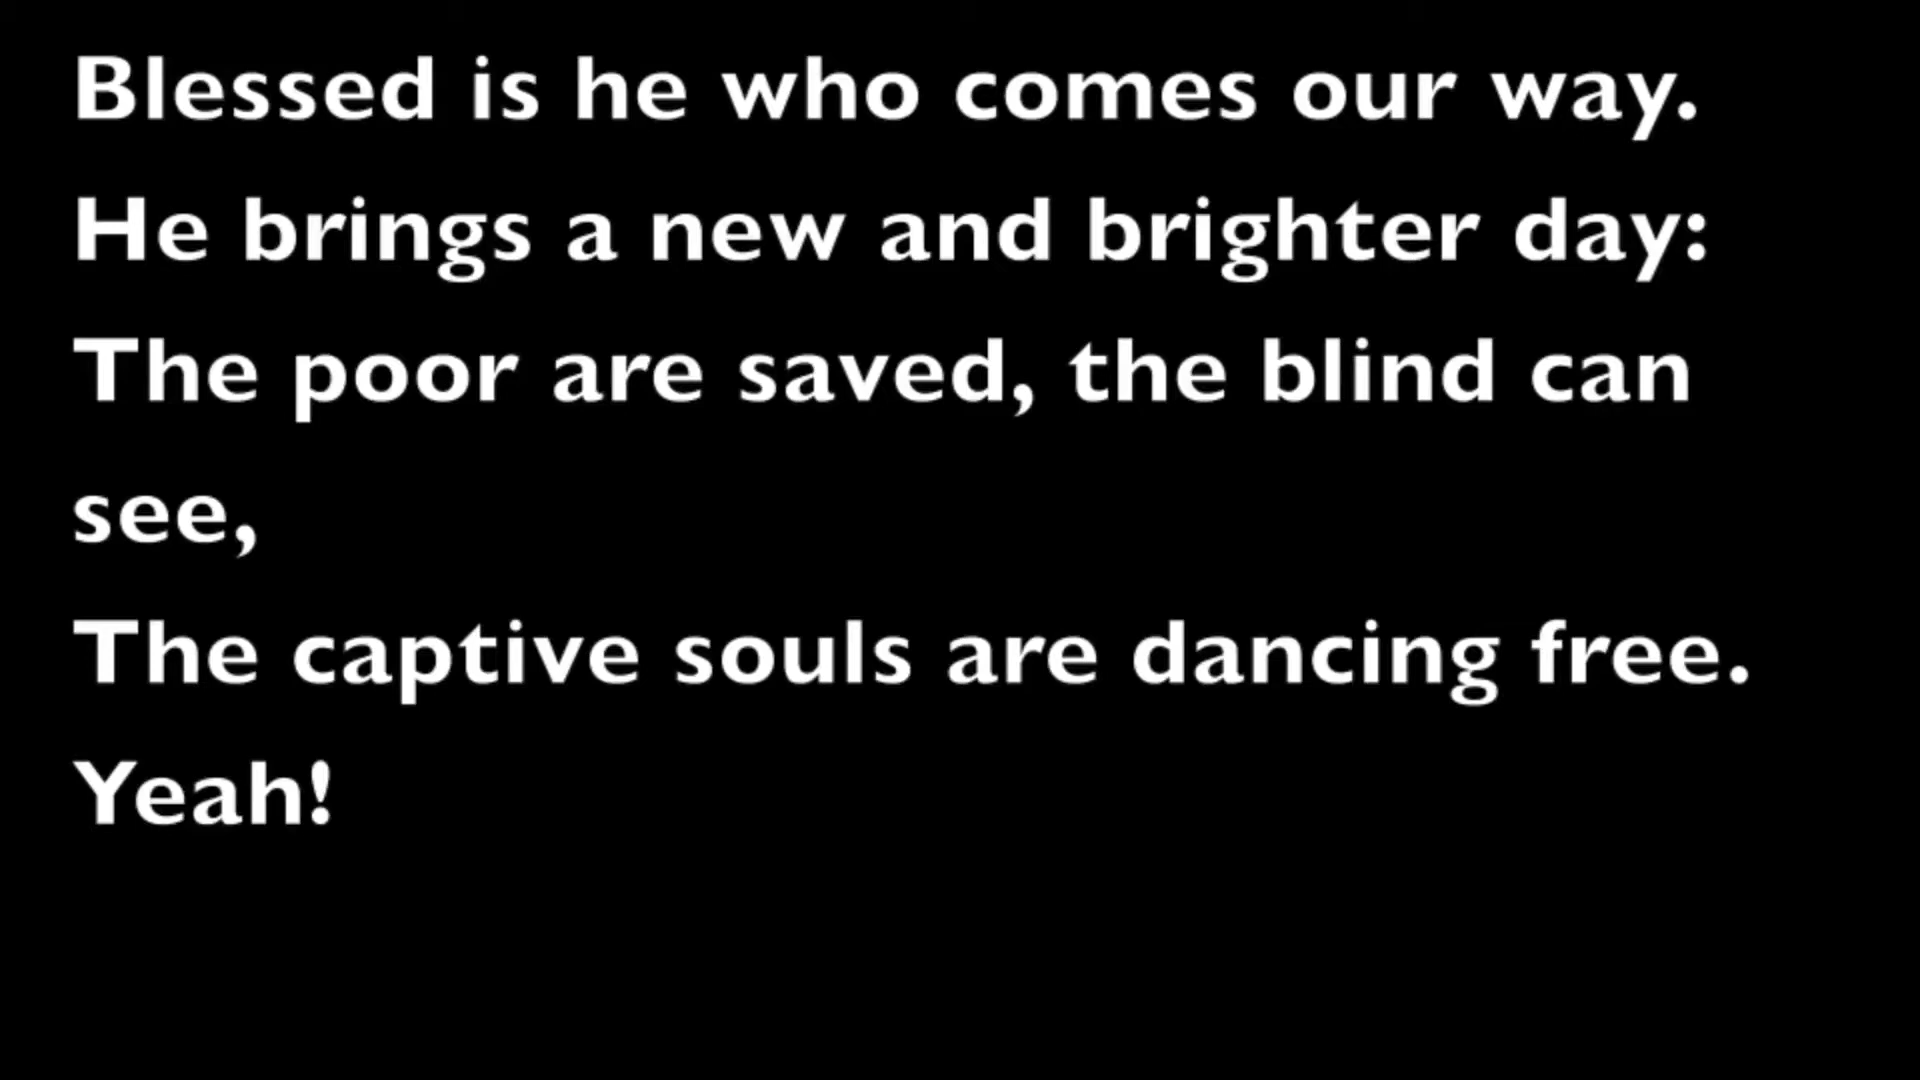 Blessed is he who comes our way.
He brings a new and brighter day:
The poor are saved, the blind can
see,
The captive souls are dancing free.
Yeah!